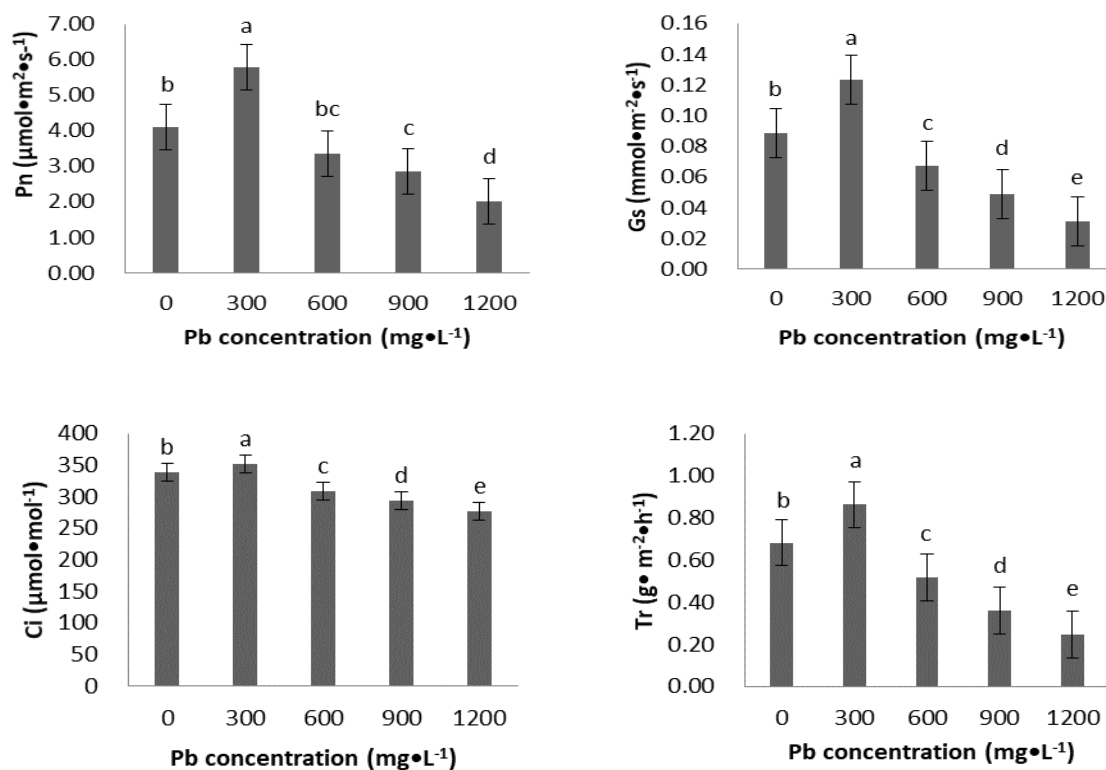 Pn (μmol•m²•s-¹)
7.00
6.00
5.00
4.00
3.00
2.00
1.00
0.00
b
a
bc
c
d
0 300 600 900 1200
Pb concentration (mg•L⁻¹)
Gs (mmol•m⁻²•s⁻¹)
0.16
0.14
0.12
0.10
0.08
0.06
0.04
0.02
0.00
b
a
c
d
e
0 300 600 900 1200
Pb concentration (mg•L⁻¹)
Ci (μmol•mol⁻¹)
400
350
300
250
200
150
100
50
0
b
a
c
d
e
0 300 600 900 1200
Pb concentration (mg•L⁻¹)
Tr (g• m⁻²•h⁻¹)
1.20
1.00
0.80
0.60
0.40
0.20
0.00
b
a
c
d
e
0 300 600 900 1200
Pb concentration (mg•L⁻¹)